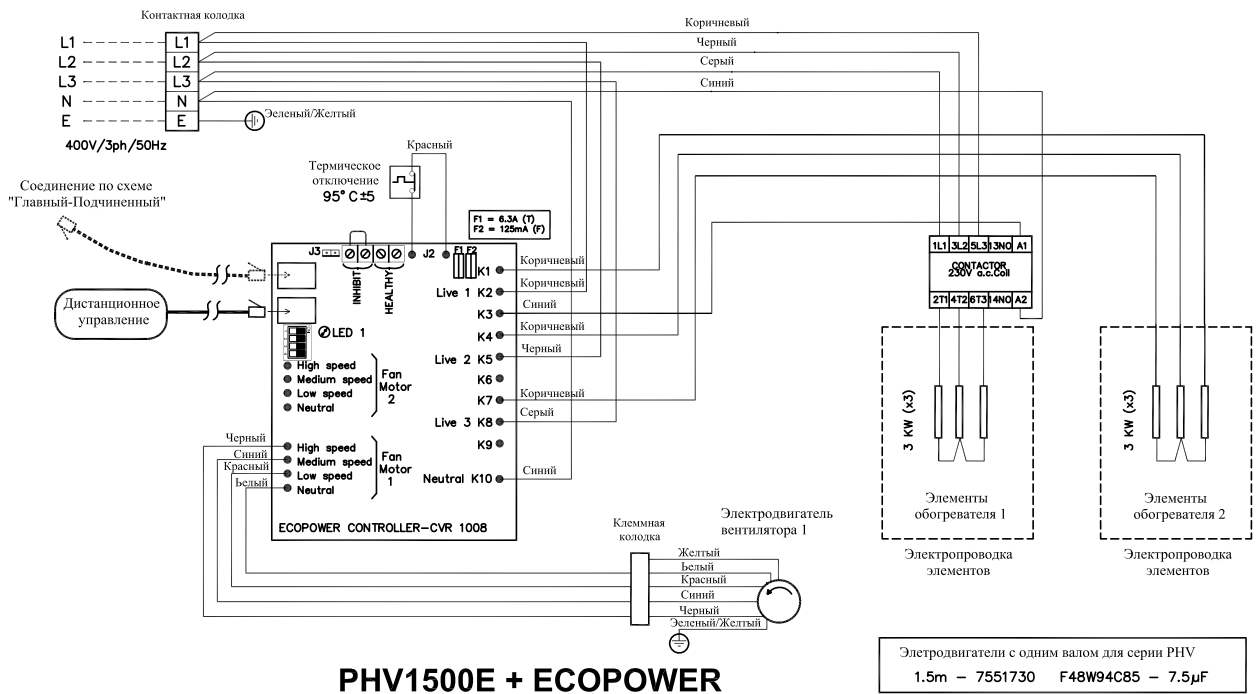 Контактная колодка
L1 L1
L2 L2
L3 L3
N N
E E
400V/3ph/50Hz
Эеленый/Желтый
Коричневый
Черный
Серый
Синий
Соединение по схеме
"Главный-Подчиненный"
Дистанционное
управление
Термическое
отключение
95°C±5
Красный
F1 = 6.3A (T)
F2 = 125mA (F)
J3
J2
F1 F2
INHIBIT
HEALTHY
LED 1
K1
Live 1 K2
K3
K4
Live 2 K5
K6
K7
Live 3 K8
K9
Neutral K10
Коричневый
Коричневый
Синий
Коричневый
Черный
Коричневый
Серый
Синий
High speed
Medium speed
Low speed
Neutral
Fan
Motor
2
High speed
Medium speed
Low speed
Neutral
Fan
Motor
1
Черный
Синий
Красный
Ьелый
ECOPOWER CONTROLLER-CVR 1008
1L1 3L2 5L3 13NO A1
CONTACTOR
230V a.c.Coil
2T1 4T2 6T3 14NO A2
3 KW (x3)
Элементы
обогревателя 1
Электропроводка
элементов
3 KW (x3)
Элементы
обогревателя 2
Электропроводка
элементов
Клеммная
колодка
Электродвигатель
вентилятора 1
Желтый
Ьелый
Красный
Синий
Черный
Эеленый/Желтый
PHV1500E + ECOPOWER
Элетродвигатели с одним валом для серии PHV
1.5m - 7551730 F48W94C85 - 7.5µF